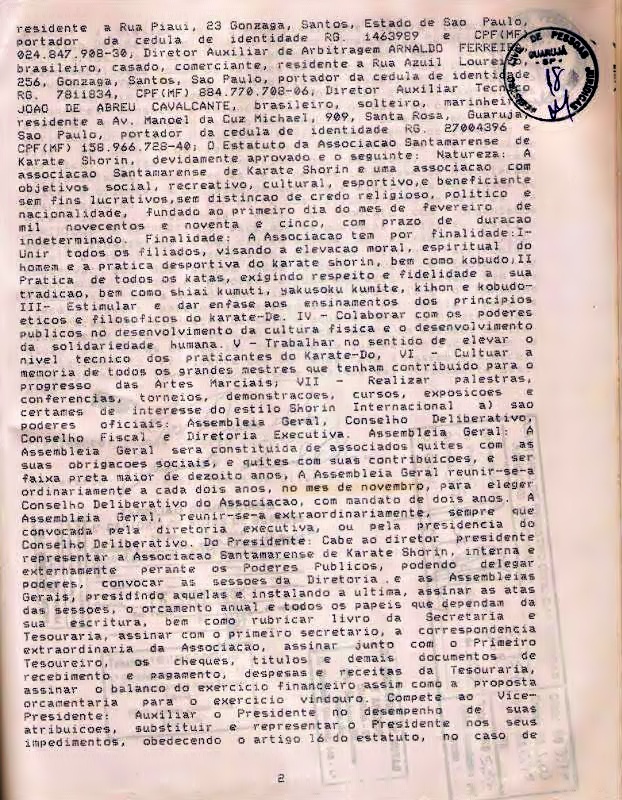 residente a Rua Piaui, 23 Gonzaga, Santos, Estado de Sao Paulo,
portador da cedula de identidade RG. 1463989 e CPF(MF)
024.847.908-30, Diretor Auxiliar de Arbitragem ARNALDO FERREIRA,
brasileiro, casado, comerciante, residente a Rua Azuil Loureiro,
256, Gonzaga, Santos, Sao Paulo, portador da cedula de identidade
RG. 7811834, CPF(MF) 884.770.708-06, Diretor Auxiliar Tecnico
JOAO DE ABREU CAVALCANTE, brasileiro, solteiro, marinheiro,
residente a Av. Manoel da Cuz Michael, 909, Santa Rosa, Guaruja,
Sao Paulo, portador da cedula de identidade RG. 27004396 e
CPF(MF) 158.966.728-40; O Estatuto da Associacao Santamarense de
Karate Shorin, devidamente aprovado e o seguinte: Natureza: A
associacao Santamarense de Karate Shorin e uma associacao com
objetivos social, recreativo, cultural, esportivo,e beneficiente
sem fins lucrativos,sem distincao de credo religioso, politico e
nacionalidade, fundado ao primeiro dia do mes de fevereiro de
mil novecentos e noventa e cinco, com prazo de duracao
indeterminado. Finalidade: A Associacao tem por finalidade:I-
Unir todos os filiados, visando a elevacao moral, espiritual do
homem e a pratica desportiva do karate shorin, bem como kobudo;II
Pratica de todos os katas, exigindo respeito e fidelidade a sua
tradicao, bem como shiai kumuti, yakusoku kumite, kihon e kobudo-
III- Estimular e dar enfase aos ensinamentos dos principios
eticos e filosoficos do karate-De. IV - Colaborar com os poderes
publicos no desenvolvimento da cultura fisica e o desenvolvimento
da solidariedade humana. V - Trabalhar no sentido de elevar o
nivel tecnico dos praticantes do Karate-Do, VI - Cultuar a
memoria de todos os grandes mestres que tenham contribuido para o
progresso das Artes Marciais; VII - Realizar palestras,
conferencias, torneios, demonstracoes, cursos, exposicoes e
certames de interesse do estilo Shorin Internacional a) sao
poderes oficiais: Assembleia Geral, Conselho Deliberativo,
Conselho Fiscal e Diretoria Executiva. Assembleia Geral: A
Assembleia Geral sera constituida de associados quites com as
suas obrigacoes sociais, e quites com suas contribuicoes, e ser
faixa preta maior de dezoito anos, A Assembleia Geral reunir-se-a
ordinariamente a cada dois anos, no mes de novembro, para eleger
Conselho Deliberativo do Associacao, com mandato de dois anos. A
Assembleia Geral, reunir-se-a extraordinariamente, sempre que
convocada pela diretoria executiva, ou pela presidencia do
Conselho Deliberativo. Do Presidente: Cabe ao diretor presidente
representar a Associacao Santamarense de Karate Shorin, interna e
externamente perante os Poderes Publicos, podendo delegar
poderes, convocar as sessoes da Diretoria e as Assembleias
Gerais, presidindo aquelas e instalando a ultima, assinar as atas
das sessoes, o orcamento anual e todos os papeis que dependam da
sua escritura, bem como rubricar livro da Secretaria e
Tesouraria, assinar com o primeiro secretario, a correspondencia
extraordinaria da Associacao, assinar junto com o Primeiro
Tesoureiro, os cheques, titulos e demais documentos de
recebimento e pagamento, despesas e receitas da Tesouraria,
assinar o balanco do exercicio financeiro assim como a proposta
orcamentaria para o exercicio vindouro. Compete ao Vice-
Presidente: Auxiliar o Presidente no desempenho de suas
atribuicoes, substituir e representar o Presidente nos seus
impedimentos, obedecendo o artigo 16 do estatuto, no caso de
2
CIVIL DE PESSOAS JURIDICAS
GUARUJA
- SP -
18